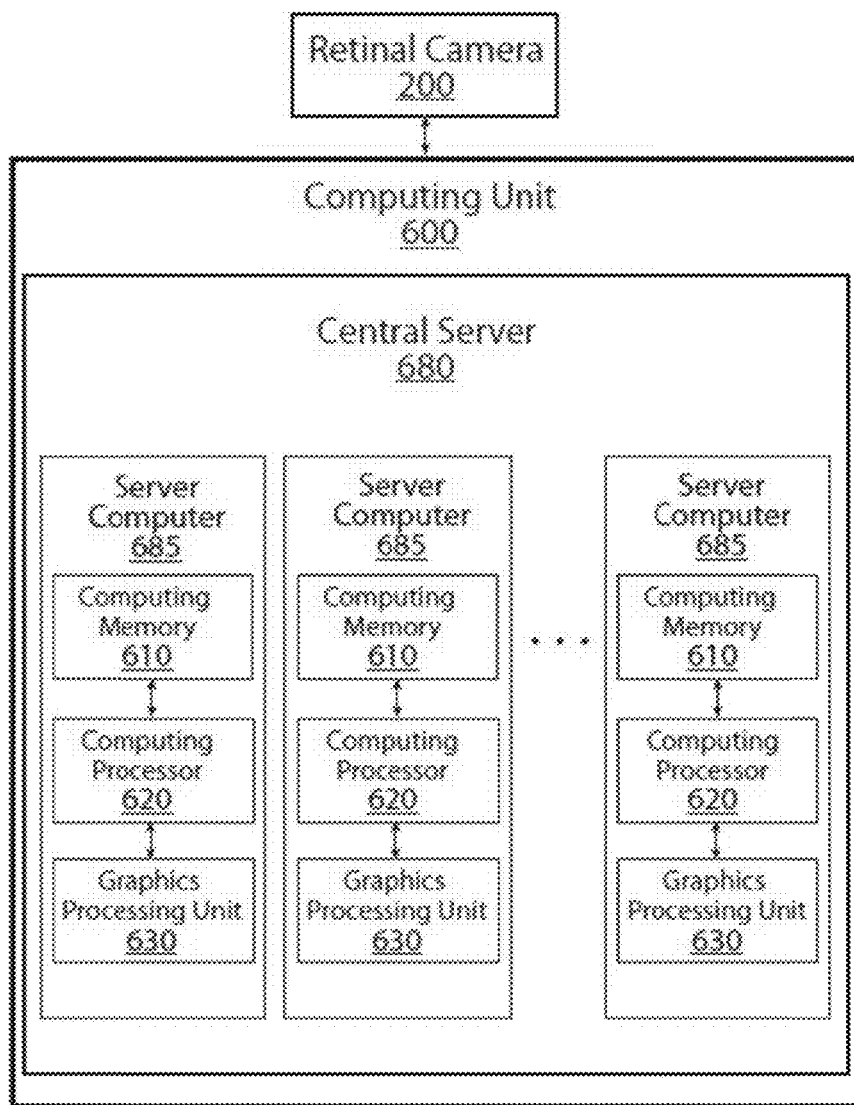 Retinal Camera
200
Computing Unit
600
Central Server
680
Server
Computer
685
Computing
Memory
610
Computing
Processor
620
Graphics
Processing Unit
630
Server
Computer
685
Computing
Memory
610
Computing
Processor
620
Graphics
Processing Unit
630
. . .
Server
Computer
685
Computing
Memory
610
Computing
Processor
620
Graphics
Processing Unit
630